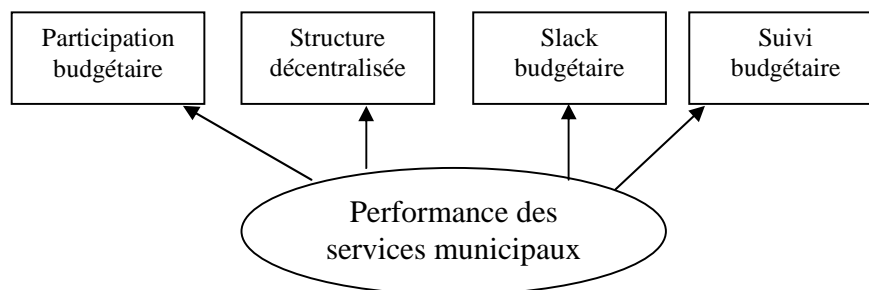 Participation
budgétaire
Structure
décentralisée
Slack
budgétaire
Suivi
budgétaire
Performance des
services municipaux